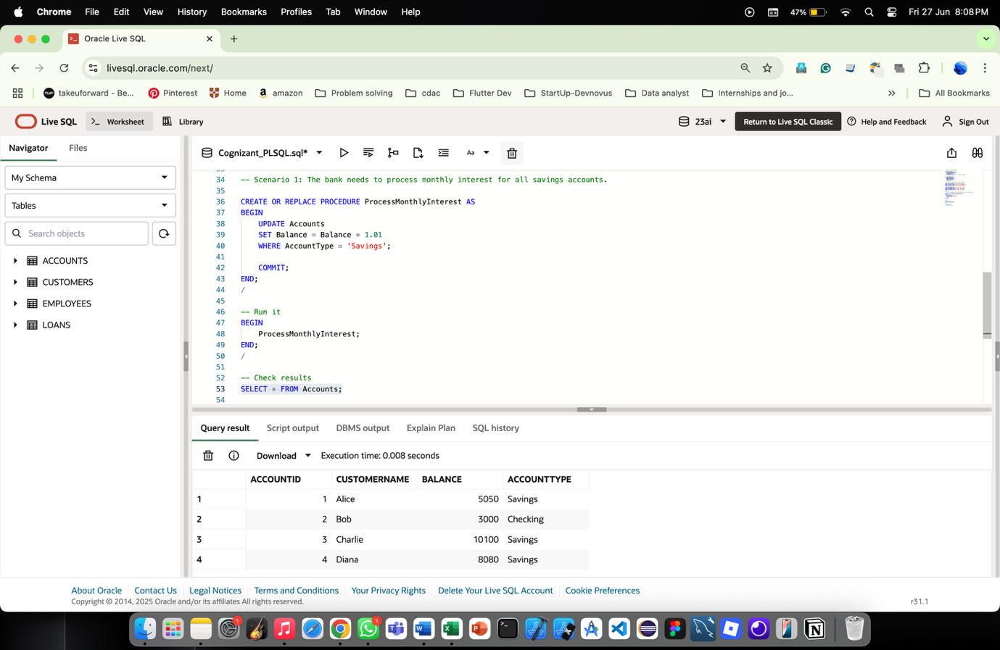 Chrome File Edit View History Bookmarks Profiles Tab Window Help 47% Fri 27 Jun 8:08 PM
Oracle Live SQL
livesql.oracle.com/next/
takeuforward - Be... Pinterest Home amazon Problem solving cdac Flutter Dev StartUp-Devnovus Data analyst Internships and jo... All Bookmarks
Live SQL Worksheet Library 23ai Return to Live SQL Classic Help and Feedback Sign Out
Navigator Files
Cognizant_PLSQL.sql* Aa
My Schema
Tables
Search objects
ACCOUNTS
CUSTOMERS
EMPLOYEES
LOANS
34 -- Scenario 1: The bank needs to process monthly interest for all savings accounts.
35
36 CREATE OR REPLACE PROCEDURE ProcessMonthlyInterest AS
37 BEGIN
38 UPDATE Accounts
39 SET Balance = Balance * 1.01
40 WHERE AccountType = 'Savings';
41
42 COMMIT;
43 END;
44 /
45
46 -- Run it
47 BEGIN
48 ProcessMonthlyInterest;
49 END;
50 /
51
52 -- Check results
53 SELECT * FROM Accounts;
54
Query result Script output DBMS output Explain Plan SQL history
Download Execution time: 0.008 seconds
ACCOUNTID CUSTOMERNAME BALANCE ACCOUNTTYPE
1 1 Alice 5050 Savings
2 2 Bob 3000 Checking
3 3 Charlie 10100 Savings
4 4 Diana 8080 Savings
About Oracle Contact Us Legal Notices Terms and Conditions Your Privacy Rights Delete Your Live SQL Account Cookie Preferences
Copyright © 2014, 2025 Oracle and/or its affiliates All rights reserved. r31.1